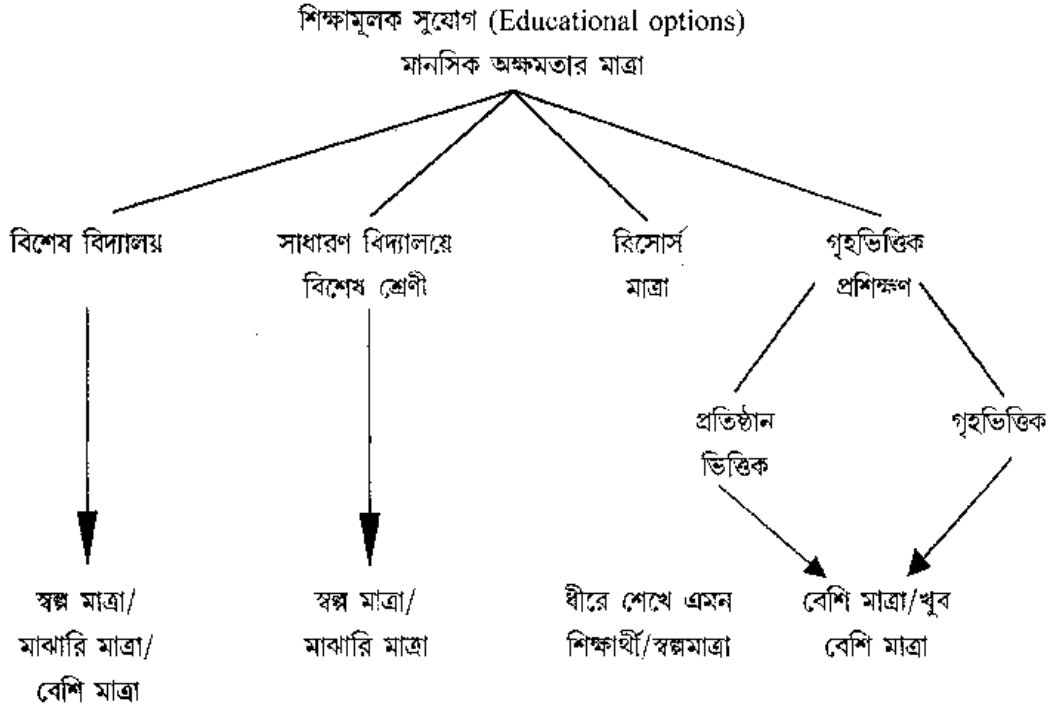 শিক্ষামূলক সুযোগ (Educational options)
মানসিক অক্ষমতার মাত্রা
বিশেষ বিদ্যালয়
সাধারণ বিদ্যালয়ে
বিশেষ শ্রেণী
রিসোর্স
মাত্রা
গৃহভিত্তিক
প্রশিক্ষণ
প্রতিষ্ঠান
ভিত্তিক
গৃহভিত্তিক
স্বল্প মাত্রা/
মাঝারি মাত্রা/
বেশি মাত্রা
স্বল্প মাত্রা/
মাঝারি মাত্রা
ধীরে শেখে এমন
শিক্ষার্থী/স্বল্পমাত্রা
বেশি মাত্রা/খুব
বেশি মাত্রা